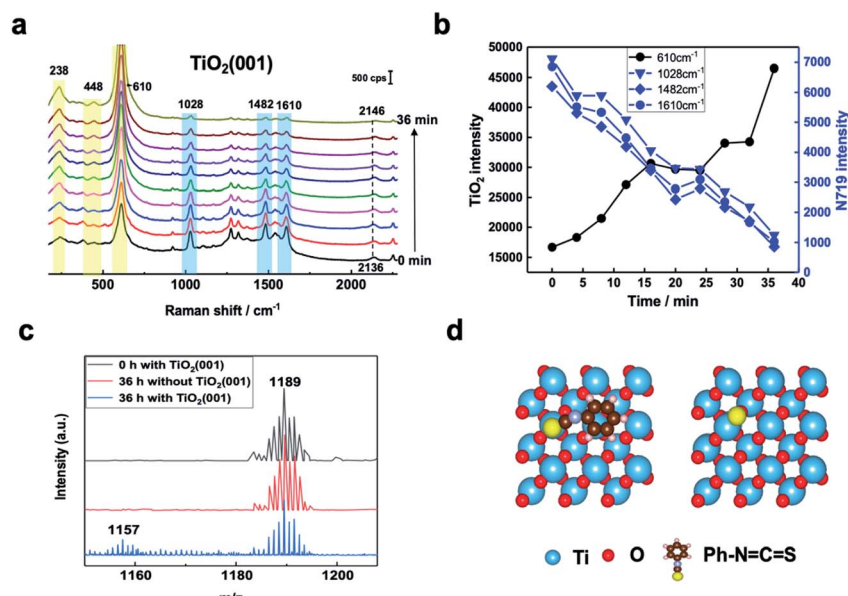 a
TiO2(001)
500 cps
238
448
610
1028
1482
1610
2146
36 min
0 min
2136
500
1000
1500
2000
Raman shift / cm-1
b
TiO2 intensity
50000
45000
40000
35000
30000
25000
20000
15000
610cm-1
1028cm-1
1482cm-1
1610cm-1
7000
6000
5000
4000
3000
2000
1000
0
N719 intensity
0
5
10
15
20
25
30
35
40
Time / min
c
0 h with TiO2(001)
36 h without TiO2(001)
36 h with TiO2(001)
1189
1157
Intensity (a.u.)
1160
1180
1200
d
Ti
O
Ph-N=C=S